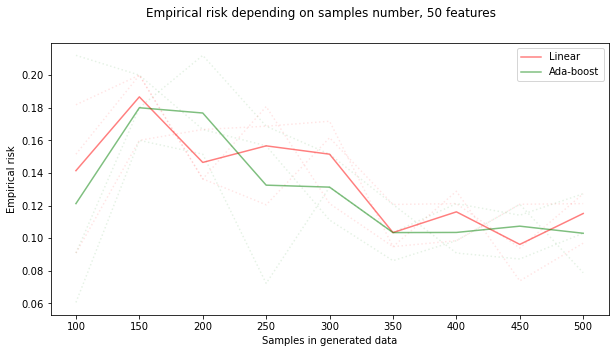 Empirical risk depending on samples number, 50 features
Linear
Ada-boost
0.20
0.18
0.16
0.14
0.12
0.10
0.08
0.06
Empirical risk
100 150 200 250 300 350 400 450 500
Samples in generated data